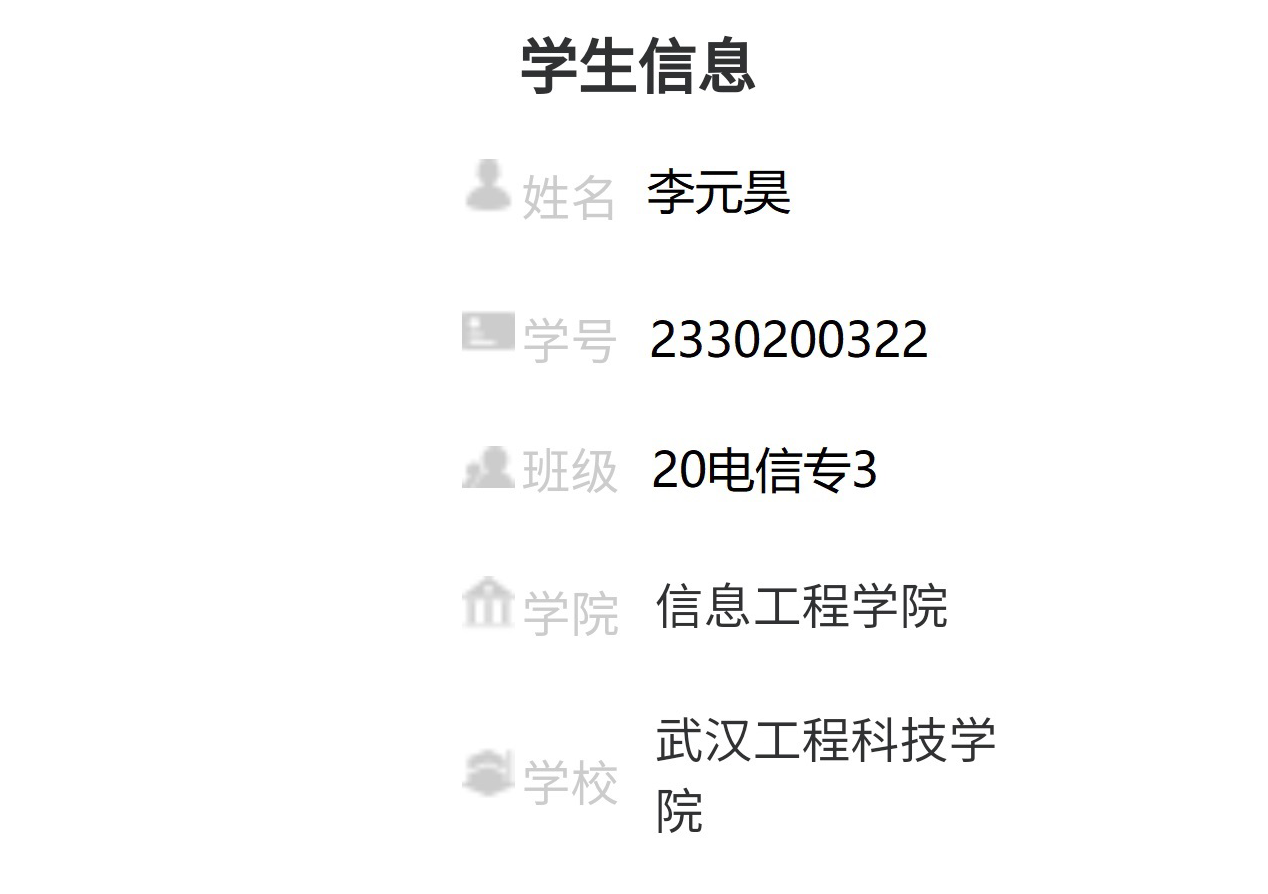 学生信息
姓名 李元昊
学号 2330200322
班级 20电信专3
学院 信息工程学院
学校 武汉工程科技学
院